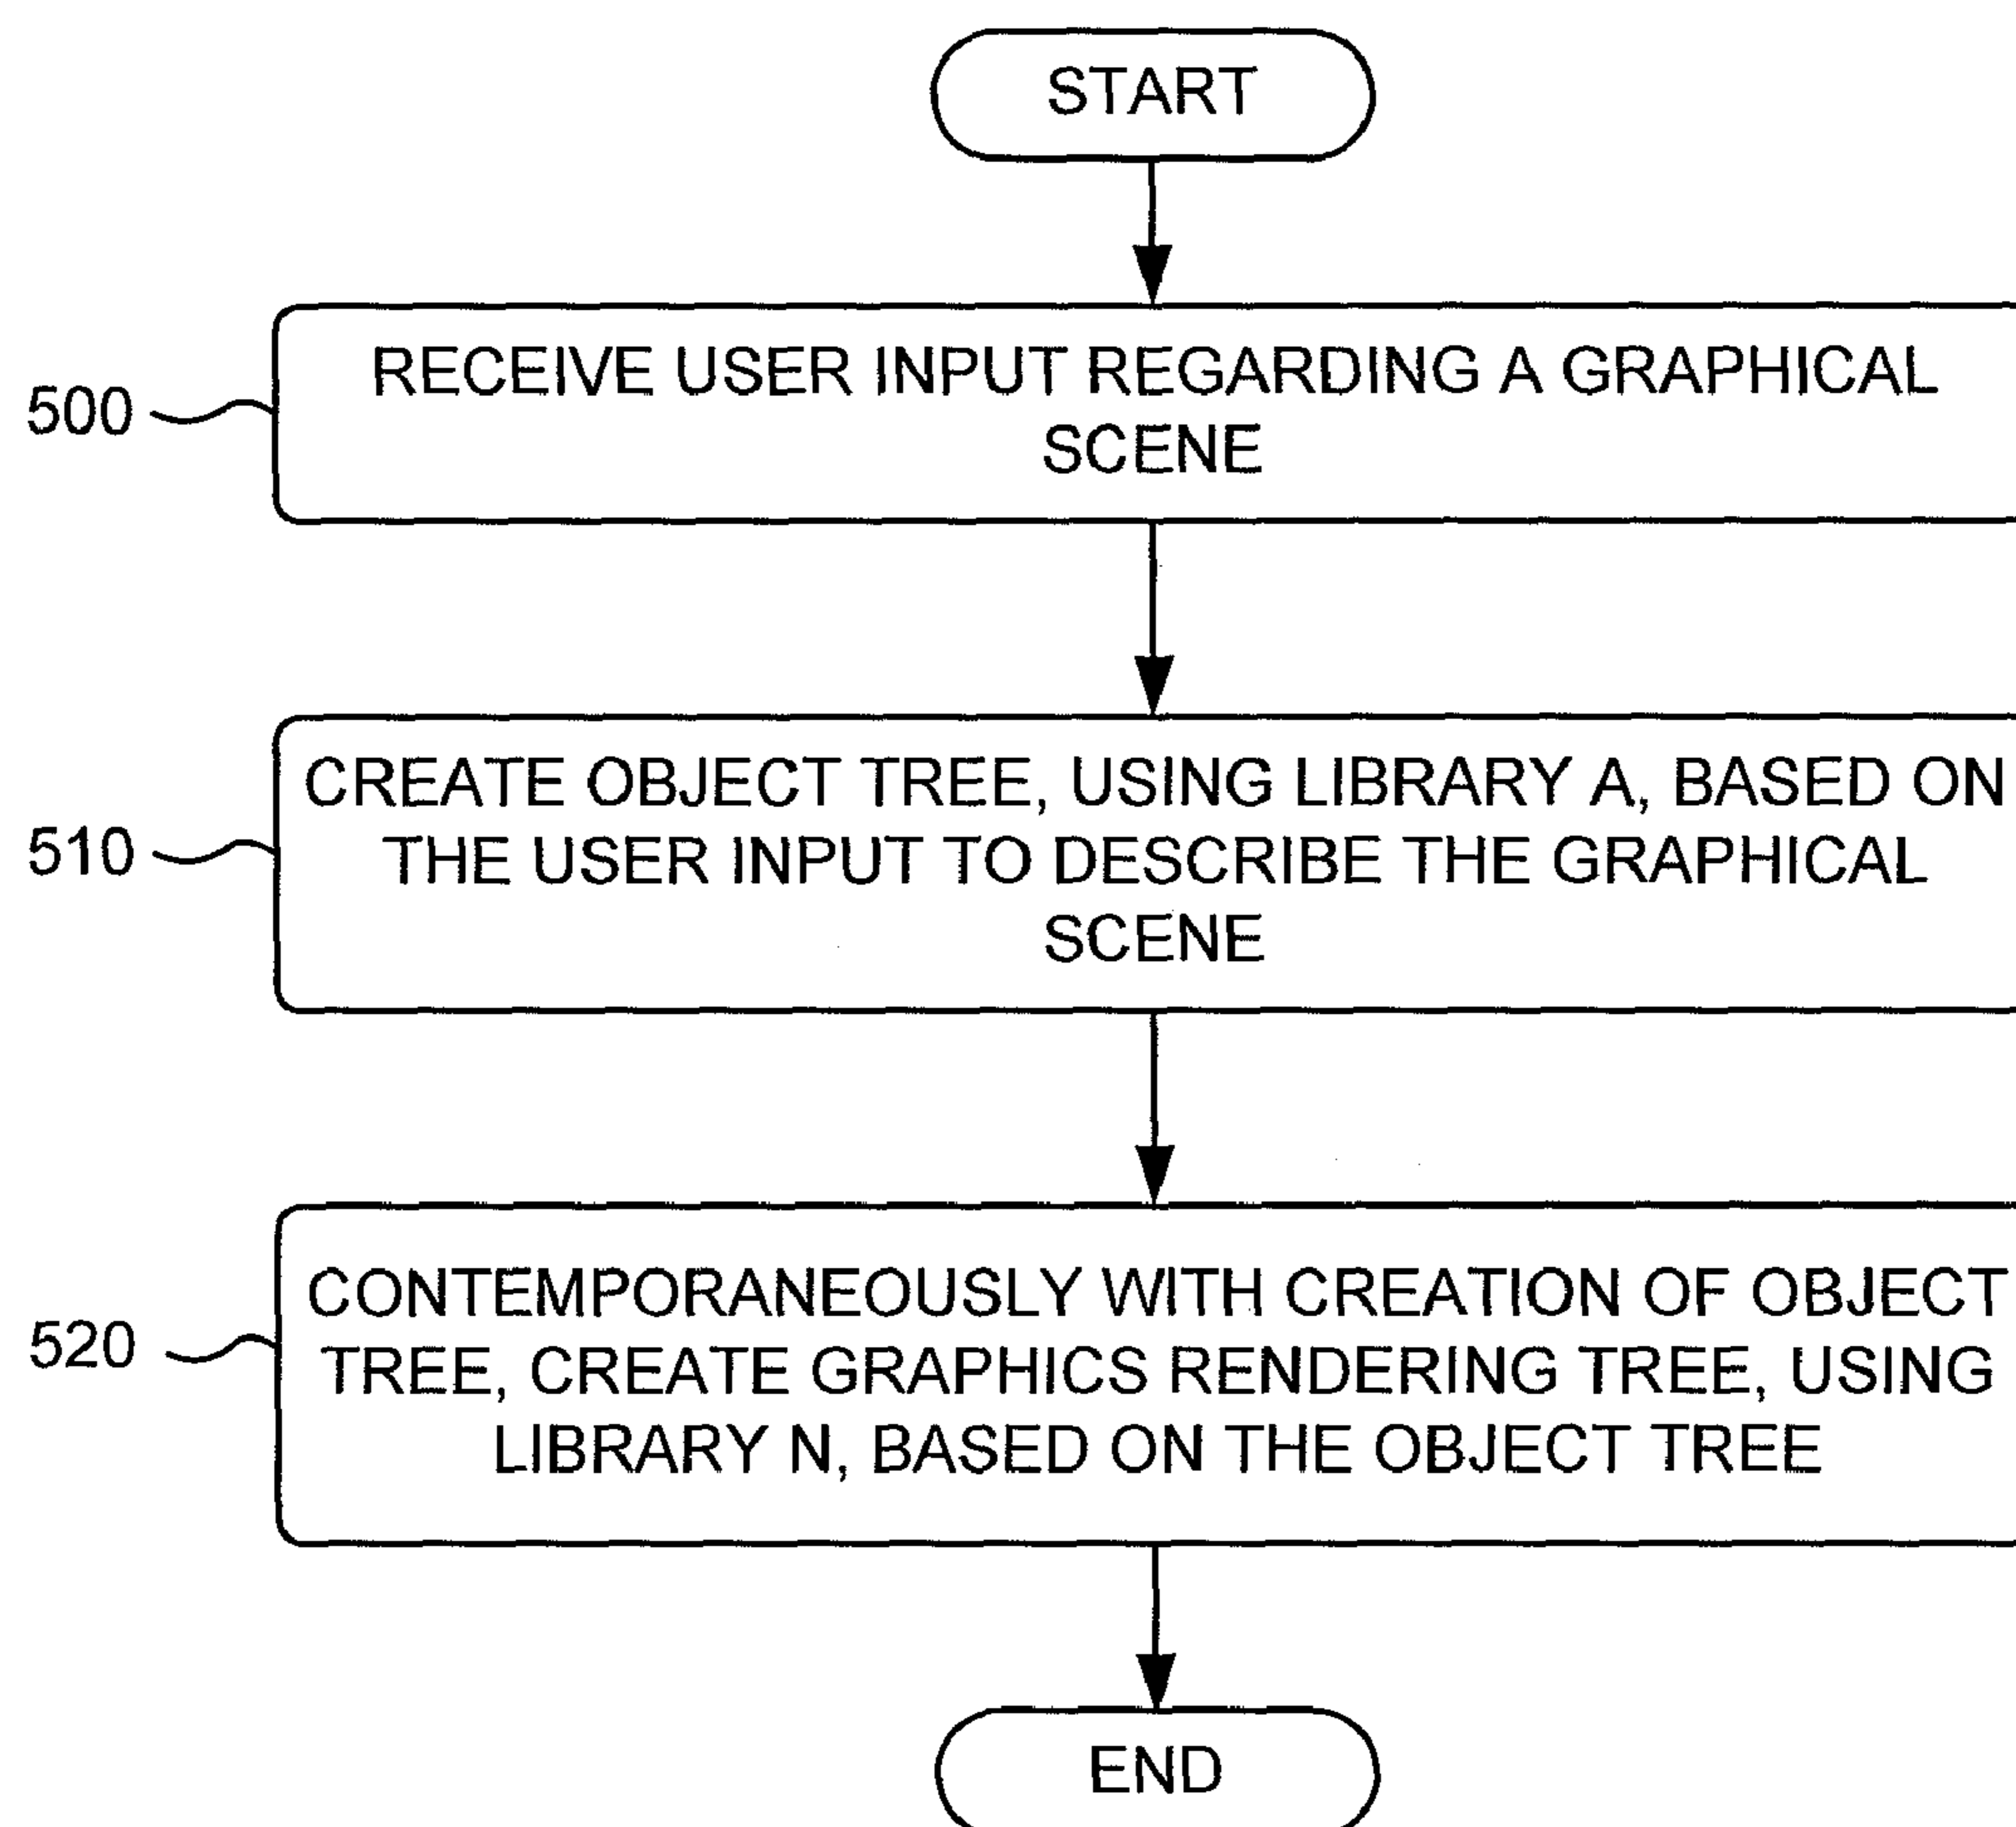 START
500
RECEIVE USER INPUT REGARDING A GRAPHICAL
SCENE
510
CREATE OBJECT TREE, USING LIBRARY A, BASED ON
THE USER INPUT TO DESCRIBE THE GRAPHICAL
SCENE
520
CONTEMPORANEOUSLY WITH CREATION OF OBJECT
TREE, CREATE GRAPHICS RENDERING TREE, USING
LIBRARY N, BASED ON THE OBJECT TREE
END